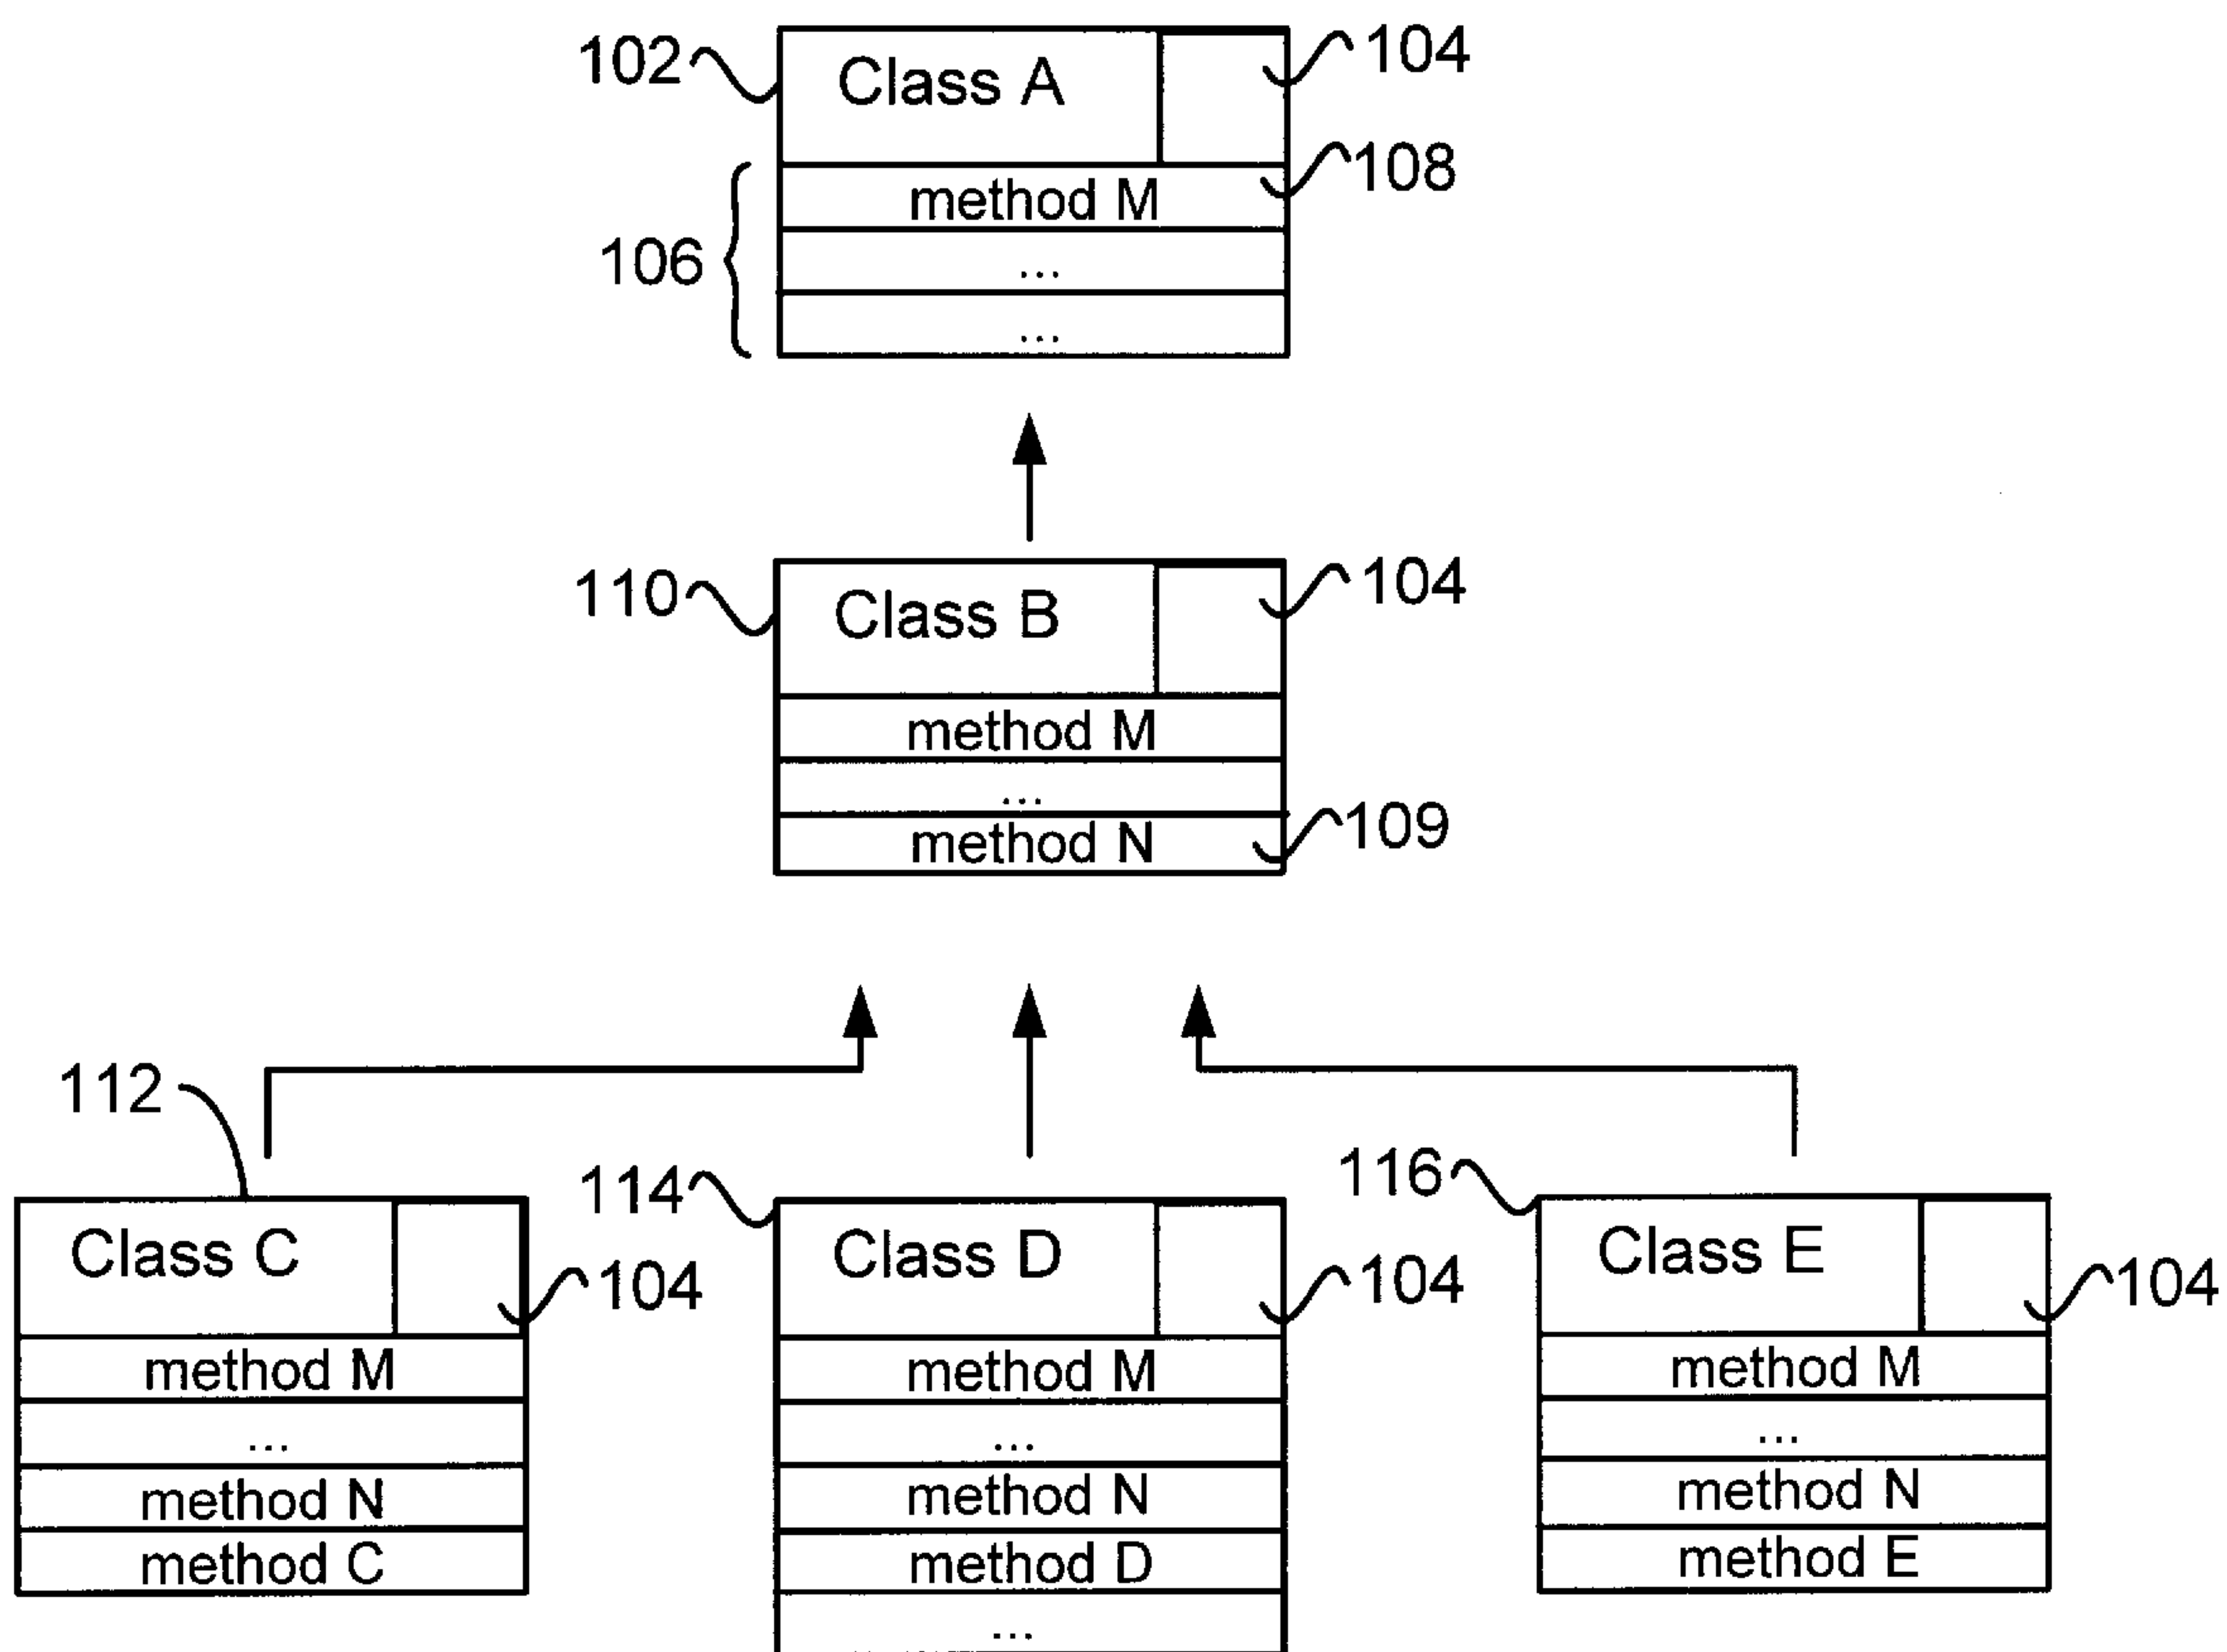 102
Class A
104
108
method M
106
...
...
110
Class B
104
method M
...
method N
109
112
114
116
Class C
104
Class D
104
Class E
104
method M
method M
method M
...
...
...
method N
method N
method N
method C
method D
method E
...